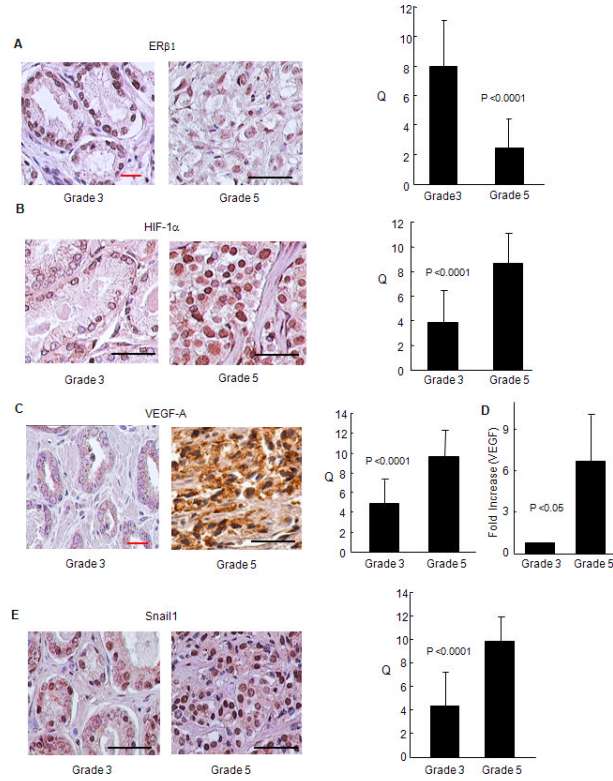 A
ERβ1
Grade 3
Grade 5
Q
10
8
6
4
2
0
P <0.0001
Grade3
Grade 5
B
HIF-1α
Grade 3
Grade 5
Q
12
10
8
6
4
2
0
P <0.0001
Grade 3
Grade 5
C
VEGF-A
Grade 3
Grade 5
Q
14
12
10
8
6
4
2
0
P <0.0001
Grade 3
Grade 5
D
Fold Increase (VEGF)
9
6
3
0
P <0.05
Grade 3
Grade 5
E
Snail1
Grade 3
Grade 5
Q
14
12
10
8
6
4
2
0
P <0.0001
Grade 3
Grade 5